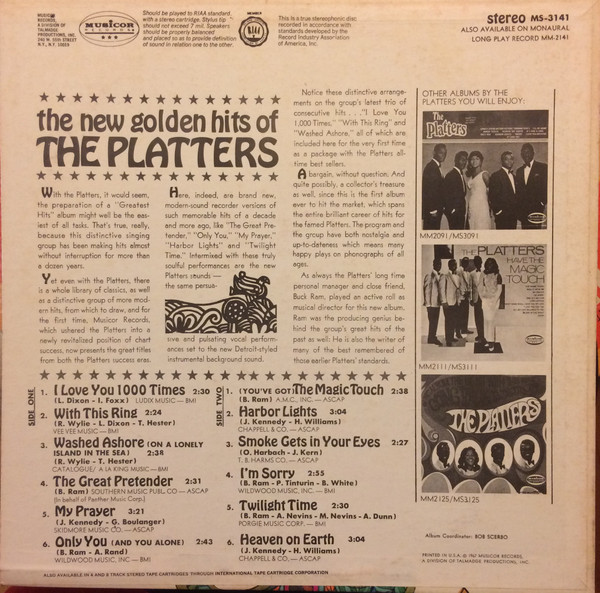 MUSICOR
RECORDS,
A DIVISION OF
TALMADGE
PRODUCTIONS, INC.
240 W. 55th STREET
N.Y., N.Y. 10019
MUSICOR
RECORDS
Should be played to RIAA standard,
with a stereo cartridge. Stylus tip
should not exceed 7 mil. Speakers
should be properly balanced
and placed so as to provide definition
of sound in relation one to the other.
RIAA
This is a true stereophonic disc
recorded in accordance with
standards developed by the
Record Industry Association
of America, Inc.
stereo MS-3141
ALSO AVAILABLE ON MONAURAL
LONG PLAY RECORD MM-2141
the new golden hits of
THE PLATTERS
With the Platters, it would seem,
the preparation of a "Greatest
Hits" album might well be the eas-
iest of all tasks. That's true, really,
because this distinctive singing
group has been making hits almost
without interruption for more than
a dozen years.
Yet even with the Platters, there
is a whole library of classics, as well
as a distinctive group of more mod-
ern hits, from which to draw, and for
the first time, Musicor Records,
which ushered the Platters into a
newly revitalized position of chart
success, now presents the great titles
from both the Platters success eras.
Here, indeed, are brand new,
modern-sound recorder versions of
such memorable hits of a decade
and more ago, like "The Great Pre-
tender," "Only You," "My Prayer,"
"Harbor Lights" and "Twilight
Time." Intermixed with these truly
soulful performances are the new
Platters sounds —
the same persua-
sive and pulsating vocal perform-
ances set to the new Detroit-styled
instrumental background sound.
Notice these distinctive arrange-
ments on the group's latest trio of
consecutive hits . . . "I Love You
1,000 Times," "With This Ring" and
"Washed Ashore," all of which are
included here for the very first time
as a package with the Platters all-
time best sellers.
A bargain, without question. And
quite possibly, a collector's treasure
as well, since this is the first album
ever to hit the market, which spans
the entire brilliant career of hits for
the famed Platters. The program and
the group have both nostalgia and
up-to-dateness which means many
happy plays on phonographs of all
ages.
As always the Platters' long time
personal manager and close friend,
Buck Ram, played an active roll as
musical director for this new album.
Ram was the producing genius be-
hind the group's great hits of the
past as well. He is also the writer of
many of the best remembered of
those earlier Platters' standards.
OTHER ALBUMS BY THE
PLATTERS YOU WILL ENJOY:
The
Platters
MM2091/MS3091
THE PLATTERS
HAVE THE
MAGIC
TOUCH
MM2111/MS3111
THE PLATTERS
MM2125/MS3125
SIDE ONE
1. I Love You 1000 Times 2:30
(L. Dixon - I. Foxx) LUDIX MUSIC — BMI
2. With This Ring 2:24
(R. Wylie - L. Dixon - T. Hester)
VEE VEE MUSIC — BMI
3. Washed Ashore (ON A LONELY
ISLAND IN THE SEA) 2:38
(R. Wylie - T. Hester)
CATALOGUE/ A LA KING MUSIC — BMI
4. The Great Pretender 2:31
(B. Ram) SOUTHERN MUSIC PUBL. CO — ASCAP
(In behalf of Panther Music Corp.)
5. My Prayer 3:21
(J. Kennedy - G. Boulanger)
SKIDMORE MUSIC CO. — ASCAP
6. Only You (AND YOU ALONE) 2:43
(B. Ram - A. Rand)
WILDWOOD MUSIC, INC — BMI
SIDE TWO
1. (YOU'VE GOT) The Magic Touch 2:38
(B. Ram) A.M.C., INC. — ASCAP
2. Harbor Lights 3:04
(J. Kennedy - H. Williams)
CHAPPELL & CO. — ASCAP
3. Smoke Gets in Your Eyes 2:27
(O. Harbach - J. Kern)
T. B. HARMS CO. — ASCAP
4. I'm Sorry 2:55
(B. Ram - P. Tinturin - B. White)
WILDWOOD MUSIC, INC. — BMI
5. Twilight Time 2:30
(B. Ram - A. Nevins - M. Nevins - A. Dunn)
PORGIE MUSIC CORP. — BMI
6. Heaven on Earth 3:04
(J. Kennedy - H. Williams)
CHAPPELL & CO. — ASCAP
Album Coordinator: BOB SCERBO
PRINTED IN U.S.A. © 1967 MUSICOR RECORDS,
A DIVISION OF TALMADGE PRODUCTIONS, INC.
ALSO AVAILABLE IN 4 AND 8 TRACK STEREO TAPE CARTRIDGES THROUGH INTERNATIONAL TAPE CARTRIDGE CORPORATION